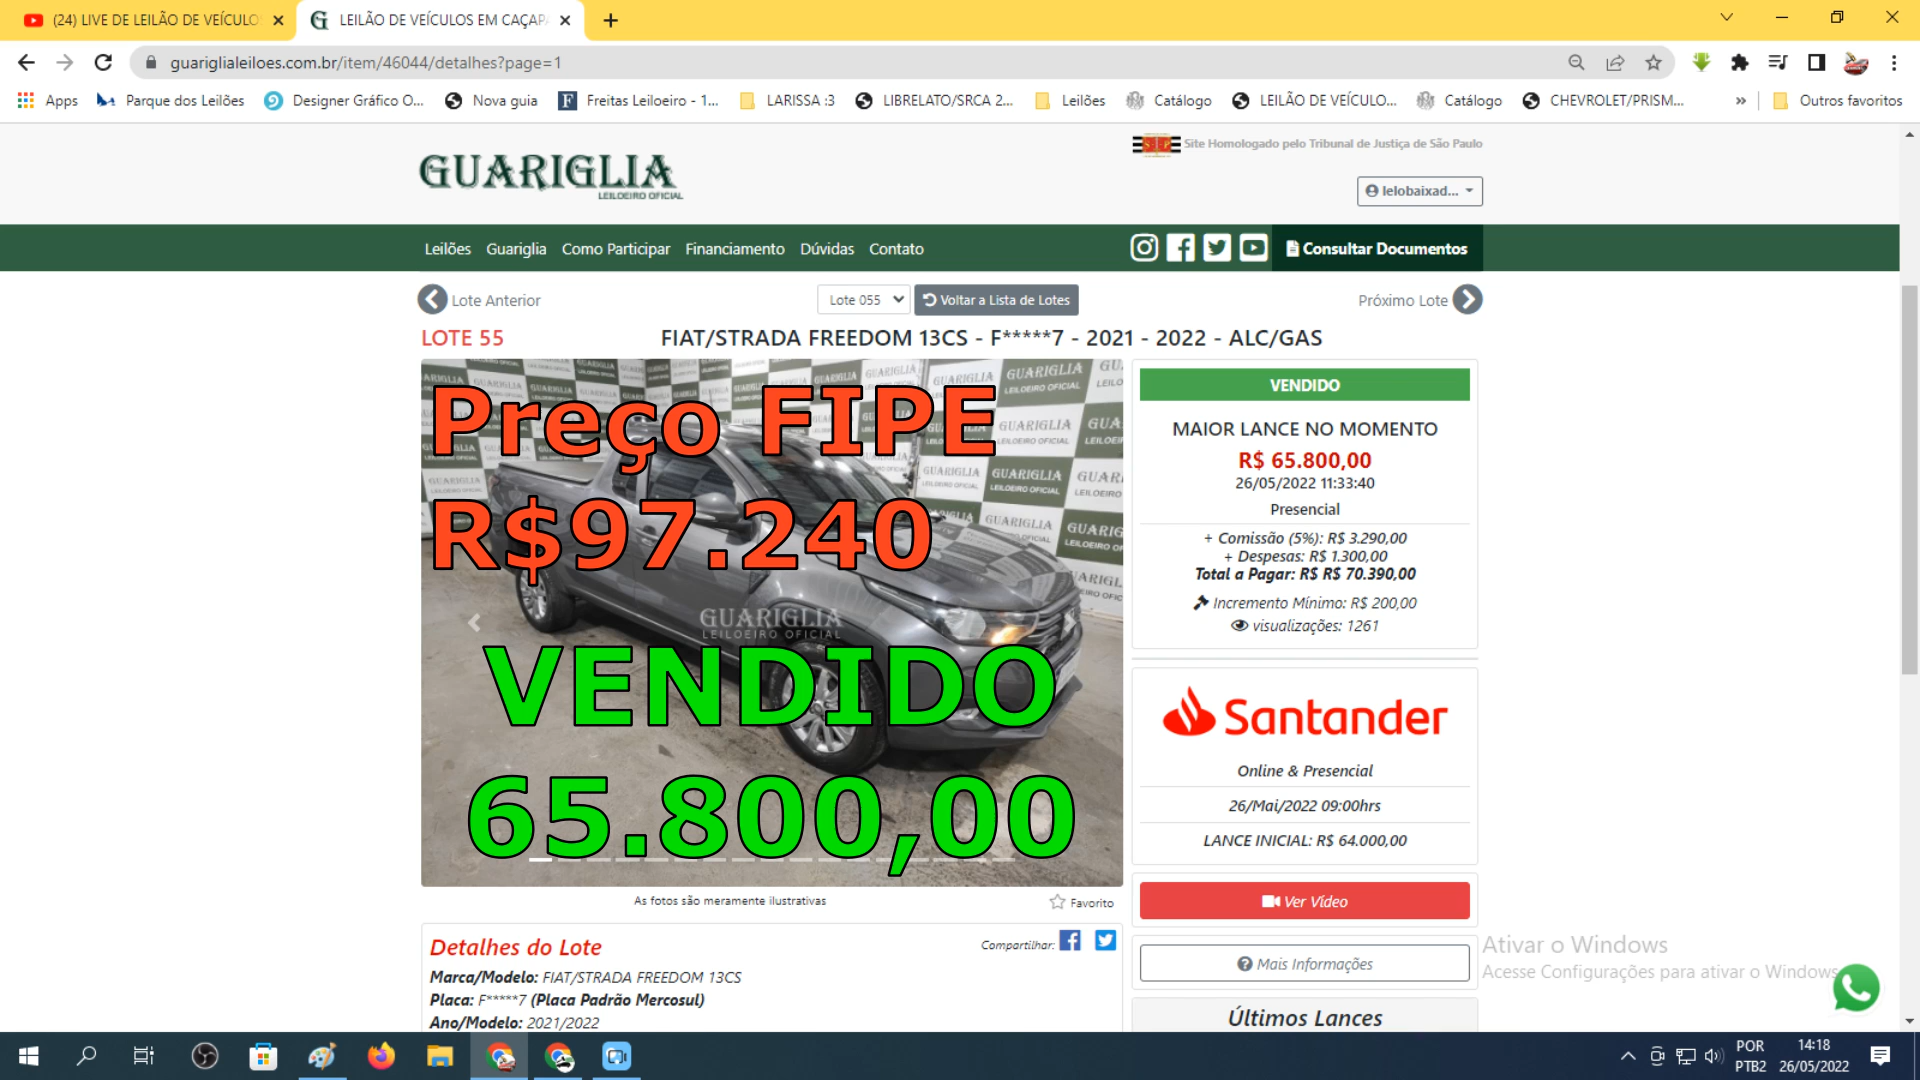 (24) LIVE DE LEILÃO DE VEÍCULO
LEILÃO DE VEÍCULOS EM CAÇAPA
guariglialeiloes.com.br/item/46044/detalhes?page=1
Apps
Parque dos Leilões
Designer Gráfico O...
Nova guia
Freitas Leiloeiro - 1...
LARISSA :3
LIBRELATO/SRCA 2...
Leilões
Catálogo
LEILÃO DE VEÍCULO...
Catálogo
CHEVROLET/PRISM...
»
Outros favoritos
GUARIGLIA
LEILOEIRO OFICIAL
Site Homologado pelo Tribunal de Justiça de São Paulo
lelobaixad...
Leilões Guariglia Como Participar Financiamento Dúvidas Contato
Consultar Documentos
Lote Anterior
Lote 055
Voltar a Lista de Lotes
Próximo Lote
LOTE 55
FIAT/STRADA FREEDOM 13CS - F*****7 - 2021 - 2022 - ALC/GAS
Preço FIPE
R$97.240
GUARIGLIA
LEILOEIRO OFICIAL
VENDIDO
65.800,00
As fotos são meramente ilustrativas
Favorito
VENDIDO
MAIOR LANCE NO MOMENTO
R$ 65.800,00
26/05/2022 11:33:40
Presencial
+ Comissão (5%): R$ 3.290,00
+ Despesas: R$ 1.300,00
Total a Pagar: R$ R$ 70.390,00
Incremento Mínimo: R$ 200,00
visualizações: 1261
Santander
Online & Presencial
26/Mai/2022 09:00hrs
LANCE INICIAL: R$ 64.000,00
Ver Vídeo
Mais Informações
Últimos Lances
Detalhes do Lote
Compartilhar:
Marca/Modelo: FIAT/STRADA FREEDOM 13CS
Placa: F*****7 (Placa Padrão Mercosul)
Ano/Modelo: 2021/2022
Ativar o Windows
Acesse Configurações para ativar o Windows
POR
PTB2
14:18
26/05/2022